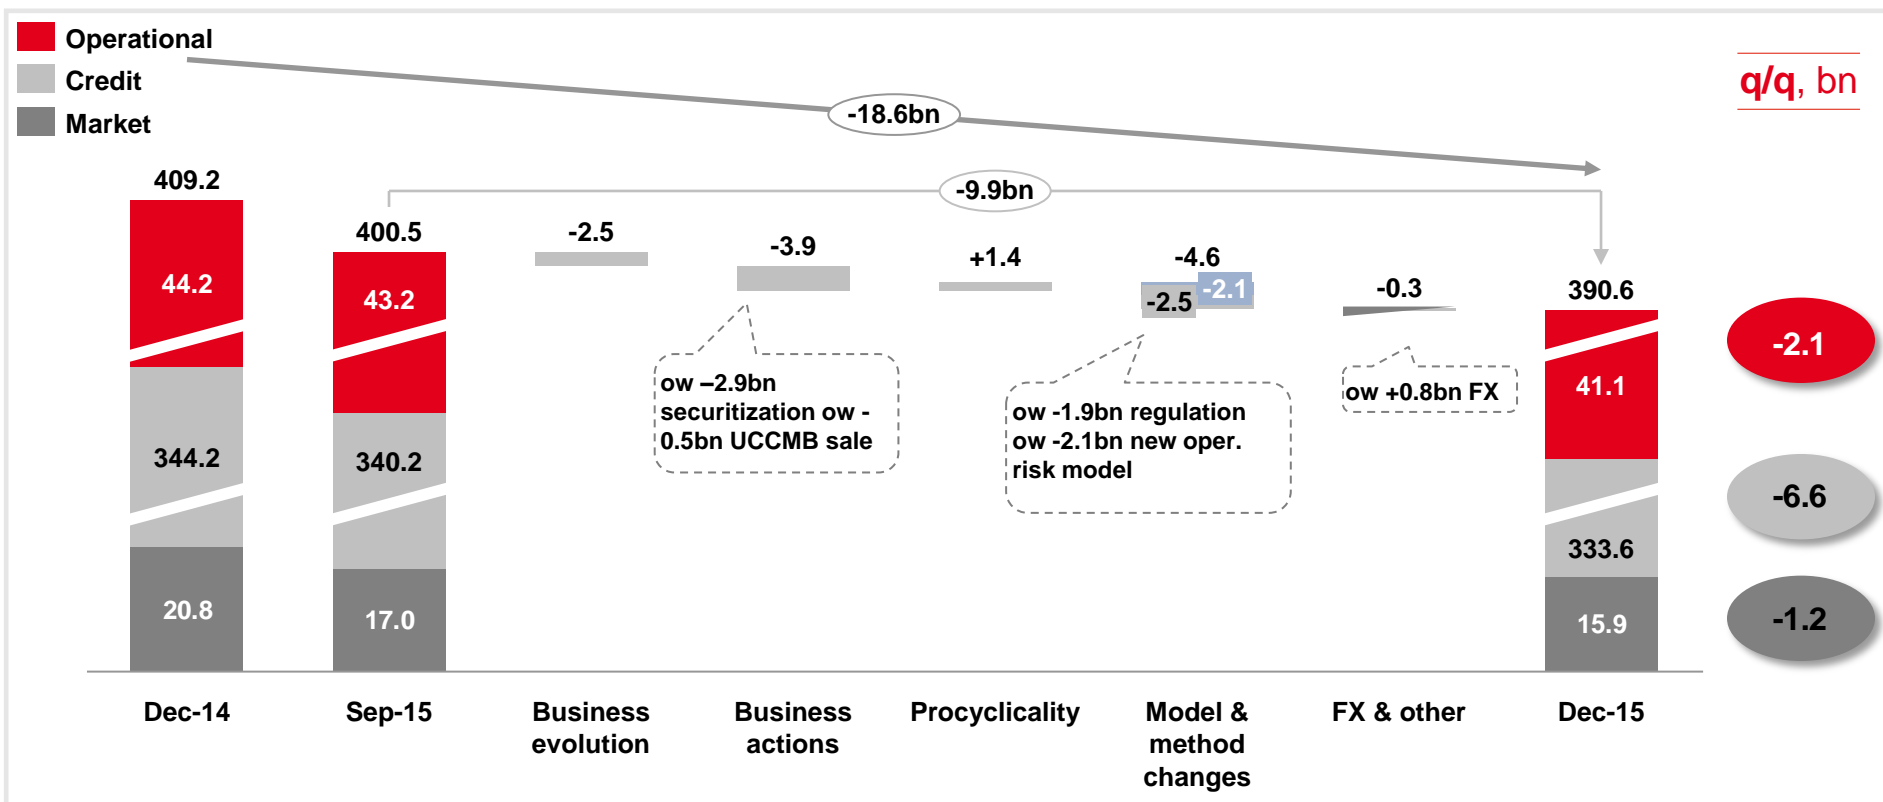 Operational
Credit
Market
q/q, bn
-18.6bn
-9.9bn
409.2
400.5
-2.5
-3.9
+1.4
-4.6
-0.3
390.6
44.2
43.2
-2.5
-2.1
41.1
-2.1
ow –2.9bn
securitization ow -
0.5bn UCCMB sale
ow -1.9bn regulation
ow -2.1bn new oper.
risk model
ow +0.8bn FX
344.2
340.2
333.6
-6.6
20.8
17.0
15.9
-1.2
Dec-14
Sep-15
Business
evolution
Business
actions
Procyclicality
Model &
method
changes
FX & other
Dec-15